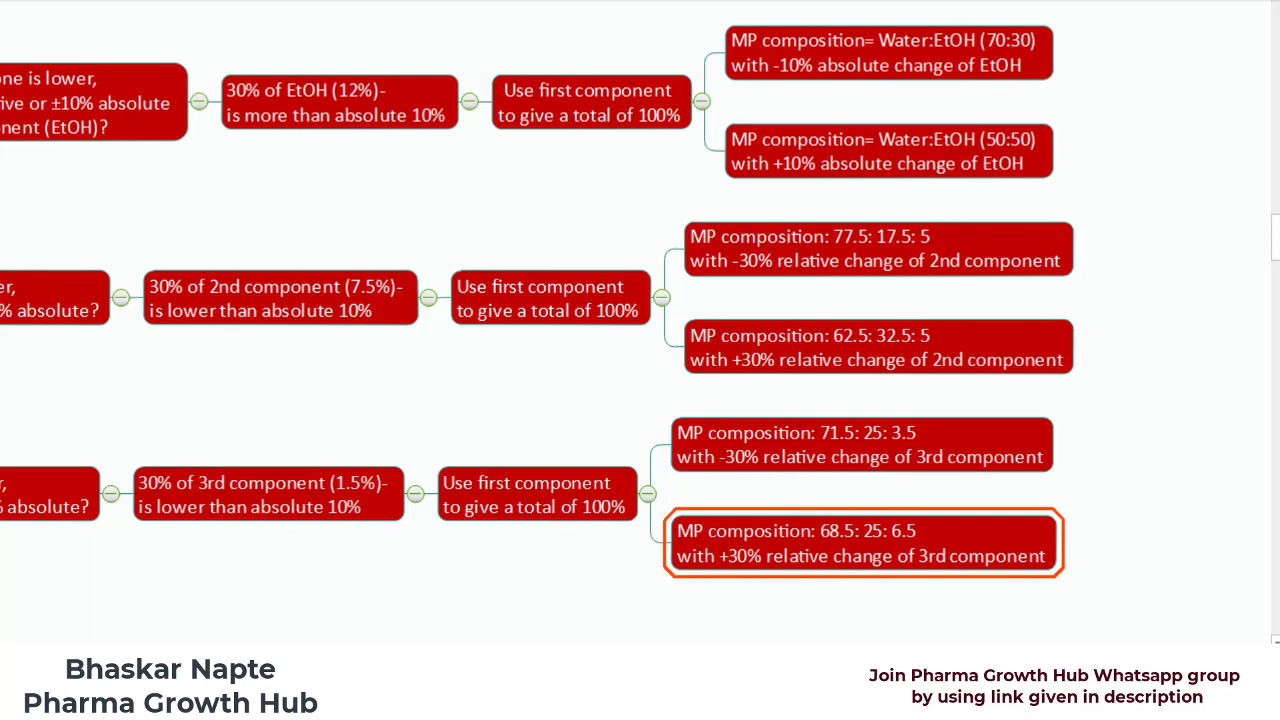 one is lower,
ive or ±10% absolute
nent (EtOH)?
30% of EtOH (12%)-
is more than absolute 10%
Use first component
to give a total of 100%
MP composition= Water:EtOH (70:30)
with -10% absolute change of EtOH
MP composition= Water:EtOH (50:50)
with +10% absolute change of EtOH
er,
% absolute?
30% of 2nd component (7.5%)-
is lower than absolute 10%
Use first component
to give a total of 100%
MP composition: 77.5: 17.5: 5
with -30% relative change of 2nd component
MP composition: 62.5: 32.5: 5
with +30% relative change of 2nd component
r,
% absolute?
30% of 3rd component (1.5%)-
is lower than absolute 10%
Use first component
to give a total of 100%
MP composition: 71.5: 25: 3.5
with -30% relative change of 3rd component
MP composition: 68.5: 25: 6.5
with +30% relative change of 3rd component
Bhaskar Napte
Pharma Growth Hub
Join Pharma Growth Hub Whatsapp group
by using link given in description